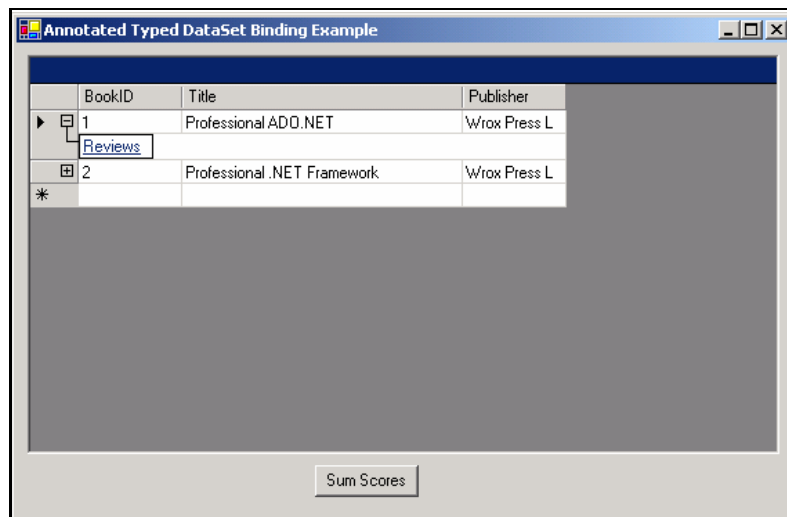 Annotated Typed DataSet Binding Example
BookID Title Publisher
1 Professional ADO.NET Wrox Press L
Reviews
2 Professional .NET Framework Wrox Press L
Sum Scores